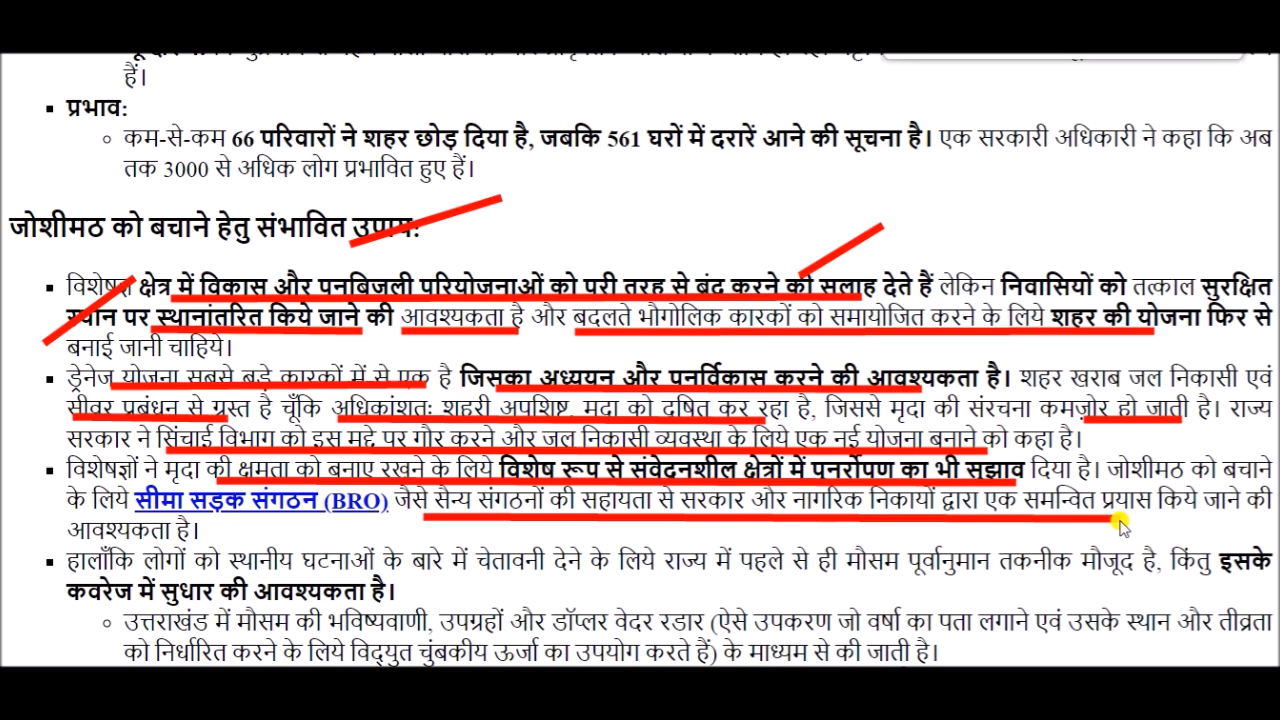 हैं।
प्रभाव:
कम-से-कम 66 परिवारों ने शहर छोड़ दिया है, जबकि 561 घरों में दरारें आने की सूचना है। एक सरकारी अधिकारी ने कहा कि अब
तक 3000 से अधिक लोग प्रभावित हुए हैं।
जोशीमठ को बचाने हेतु संभावित उपाय:
विशेषज्ञ क्षेत्र में विकास और पनबिजली परियोजनाओं को पूरी तरह से बंद करने की सलाह देते हैं लेकिन निवासियों को तत्काल सुरक्षित
स्थान पर स्थानांतरित किये जाने की आवश्यकता है और बदलते भौगोलिक कारकों को समायोजित करने के लिये शहर की योजना फिर से
बनाई जानी चाहिये।
ड्रेनेज योजना सबसे बड़े कारकों में से एक है जिसका अध्ययन और पुनर्विकास करने की आवश्यकता है। शहर खराब जल निकासी एवं
सीवर प्रबंधन से ग्रस्त है चूँकि अधिकांशतः शहरी अपशिष्ट, मृदा को दूषित कर रहा है, जिससे मृदा की संरचना कमज़ोर हो जाती है। राज्य
सरकार ने सिंचाई विभाग को इस मुद्दे पर गौर करने और जल निकासी व्यवस्था के लिये एक नई योजना बनाने को कहा है।
विशेषज्ञों ने मृदा की क्षमता को बनाए रखने के लिये विशेष रूप से संवेदनशील क्षेत्रों में पुनर्रोपण का भी सुझाव दिया है। जोशीमठ को बचाने
के लिये सीमा सड़क संगठन (BRO) जैसे सैन्य संगठनों की सहायता से सरकार और नागरिक निकायों द्वारा एक समन्वित प्रयास किये जाने की
आवश्यकता है।
हालाँकि लोगों को स्थानीय घटनाओं के बारे में चेतावनी देने के लिये राज्य में पहले से ही मौसम पूर्वानुमान तकनीक मौजूद है, किंतु इसके
कवरेज में सुधार की आवश्यकता है।
उत्तराखंड में मौसम की भविष्यवाणी, उपग्रहों और डॉप्लर वेदर रडार (ऐसे उपकरण जो वर्षा का पता लगाने एवं उसके स्थान और तीव्रता
को निर्धारित करने के लिये विद्युत चुंबकीय ऊर्जा का उपयोग करते हैं) के माध्यम से की जाती है।